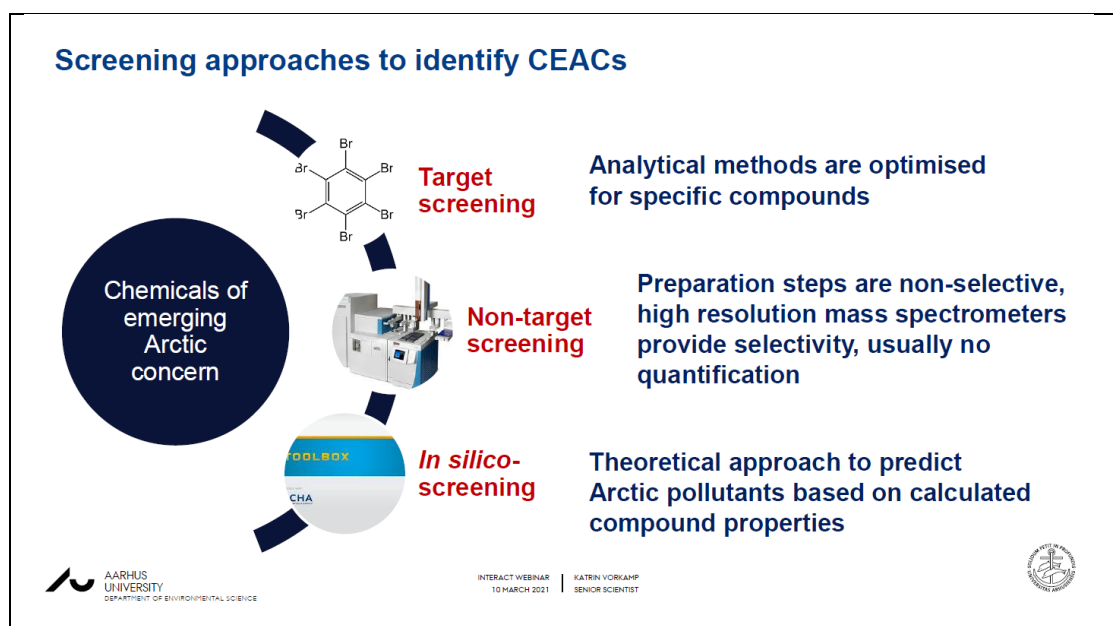 Screening approaches to identify CEACs
Br
Br
Br
Br
Br
Br
Target
screening
Analytical methods are optimised
for specific compounds
Chemicals of
emerging
Arctic
concern
Non-target
screening
Preparation steps are non-selective,
high resolution mass spectrometers
provide selectivity, usually no
quantification
TOOLBOX
CHA
In silico-
screening
Theoretical approach to predict
Arctic pollutants based on calculated
compound properties
AARHUS
UNIVERSITY
DEPARTMENT OF ENVIRONMENTAL SCIENCE
INTERACT WEBINAR
10 MARCH 2021
KATRIN VORKAMP
SENIOR SCIENTIST